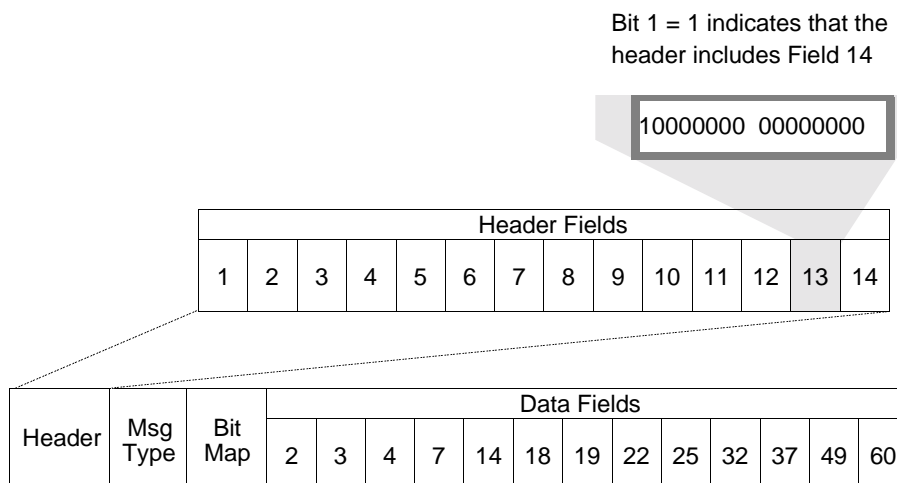 Bit 1 = 1 indicates that the
header includes Field 14
10000000 00000000
Header Fields
1 2 3 4 5 6 7 8 9 10 11 12 13 14
Header
Msg
Type
Bit
Map
Data Fields
2 3 4 7 14 18 19 22 25 32 37 49 60